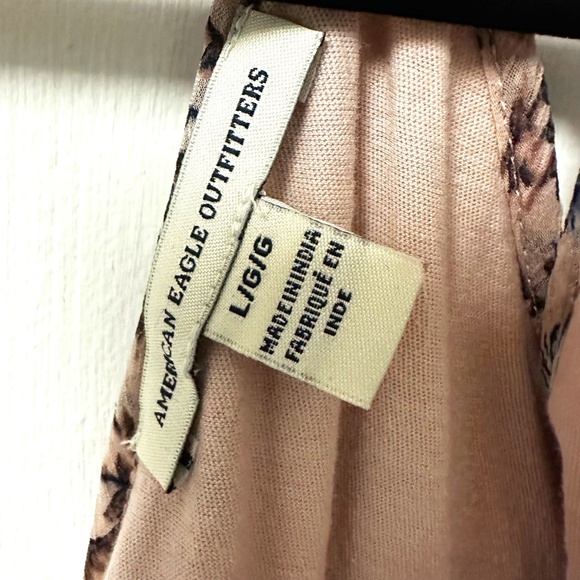 AMERICAN EAGLE OUTFITTERS
L/G/G
MADE IN INDIA
FABRIQUÉ EN
INDE